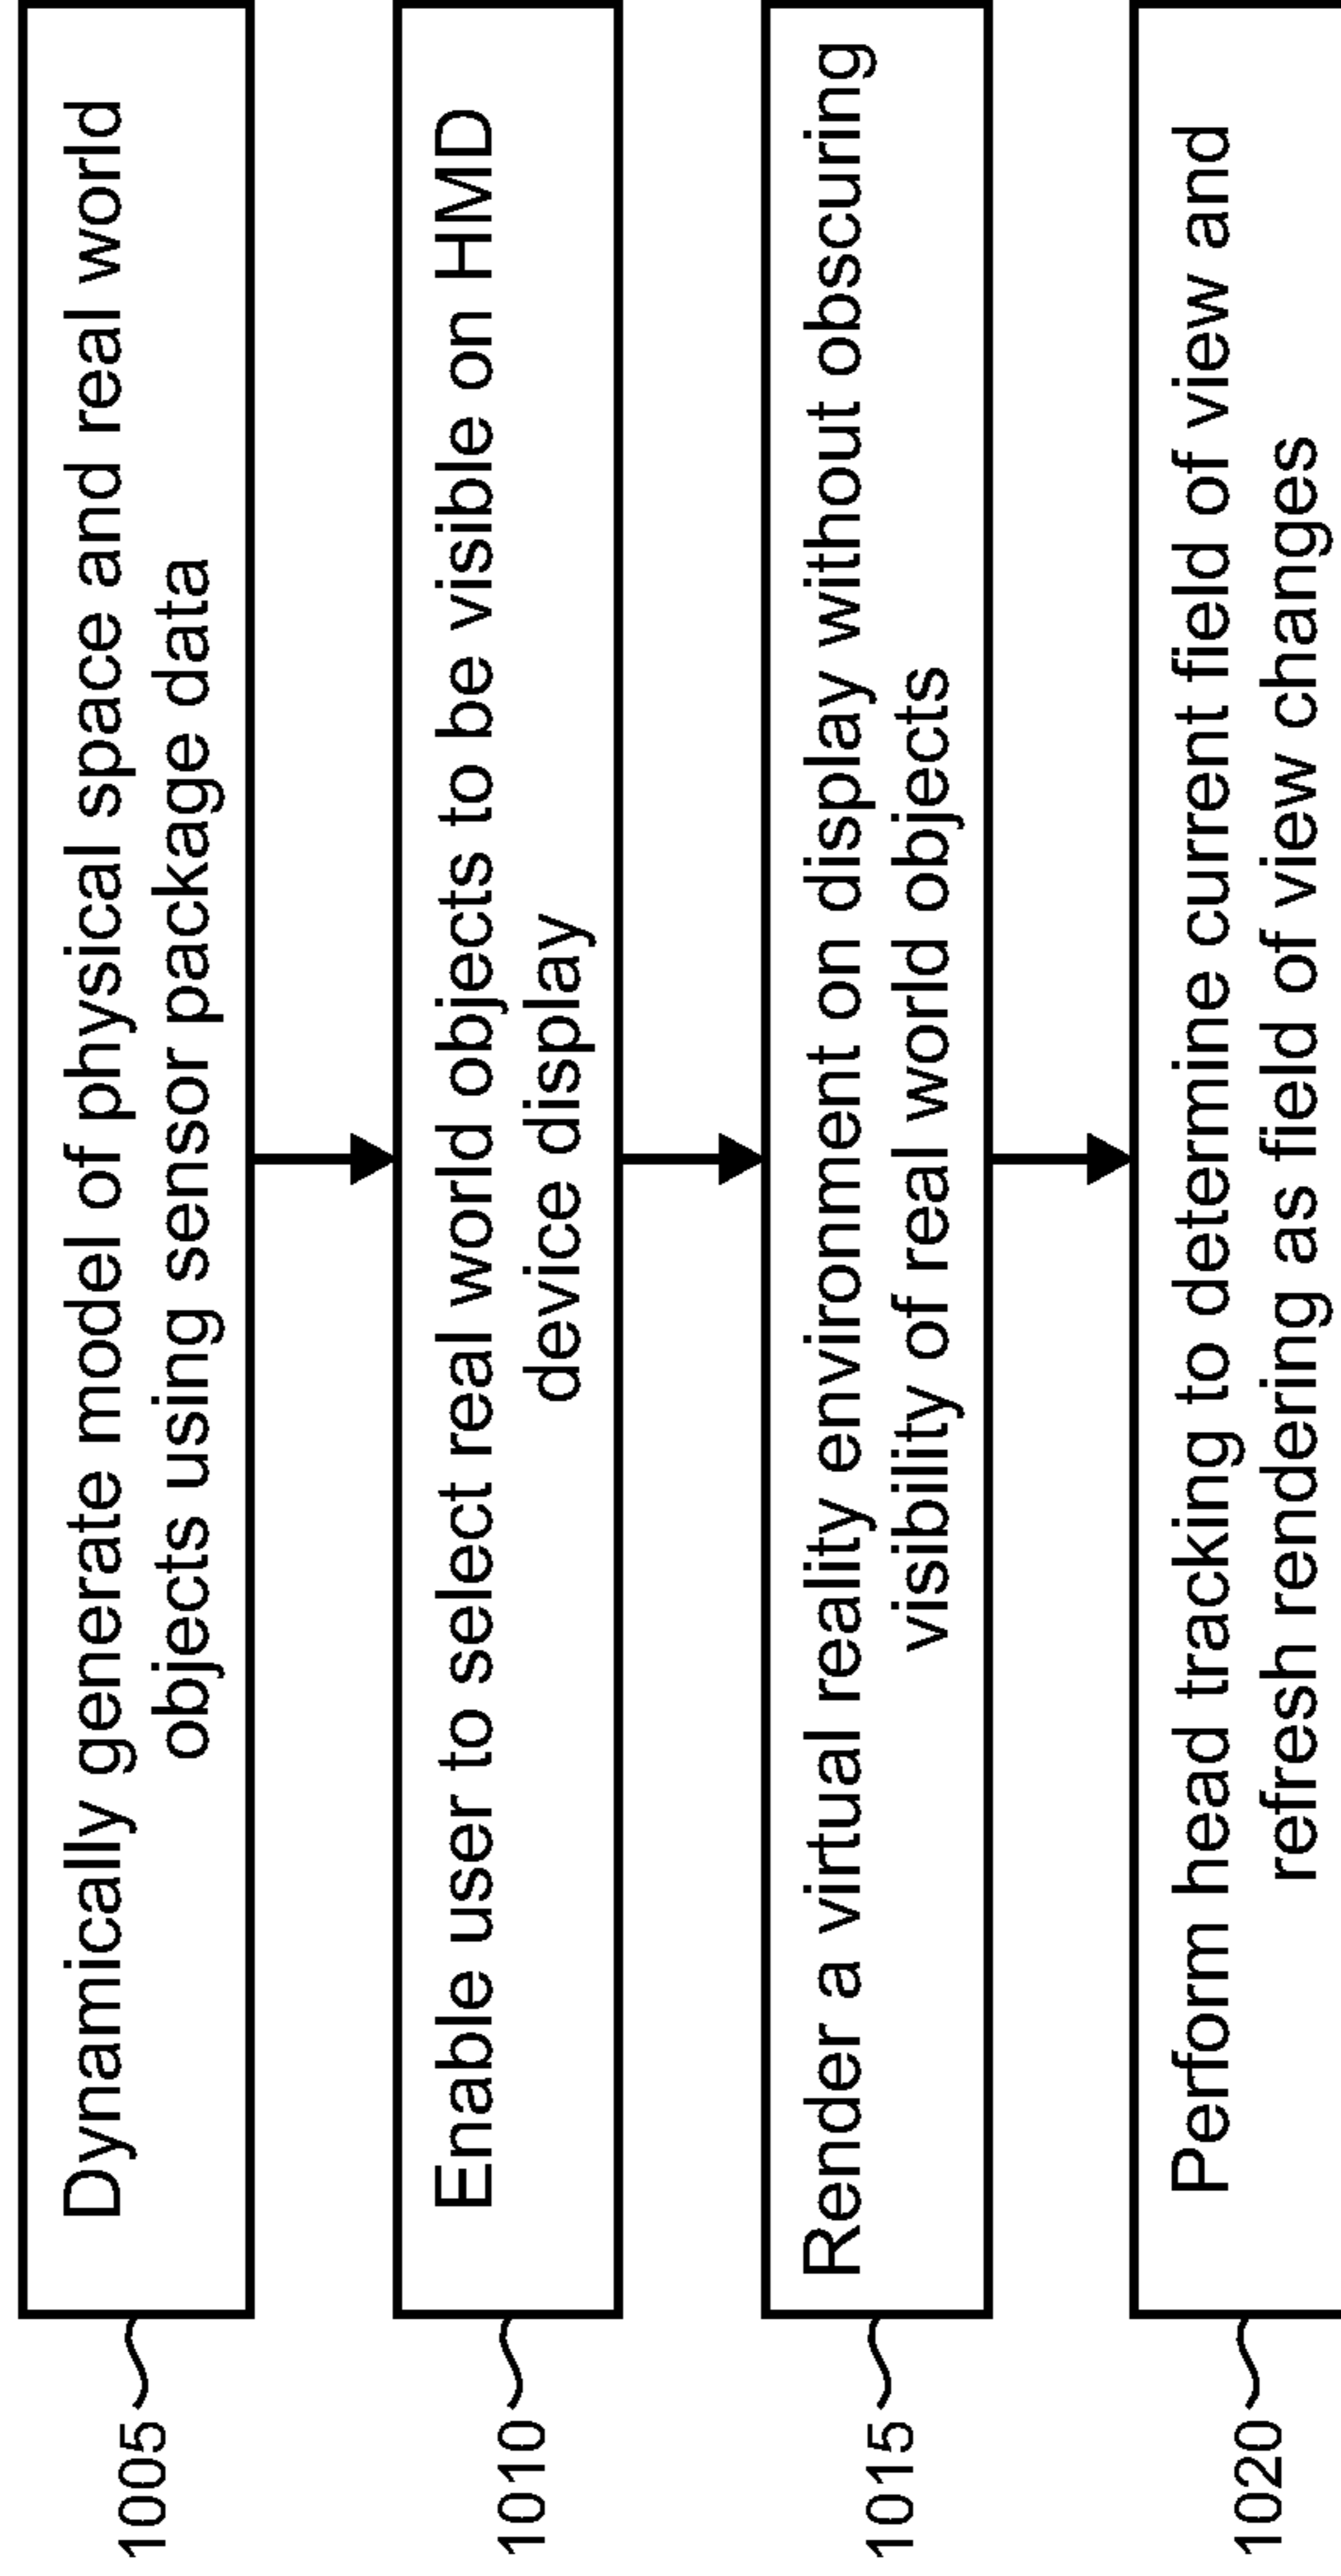 1005
Dynamically generate model of physical space and real world
objects using sensor package data
1010
Enable user to select real world objects to be visible on HMD
device display
1015
Render a virtual reality environment on display without obscuring
visibility of real world objects
1020
Perform head tracking to determine current field of view and
refresh rendering as field of view changes